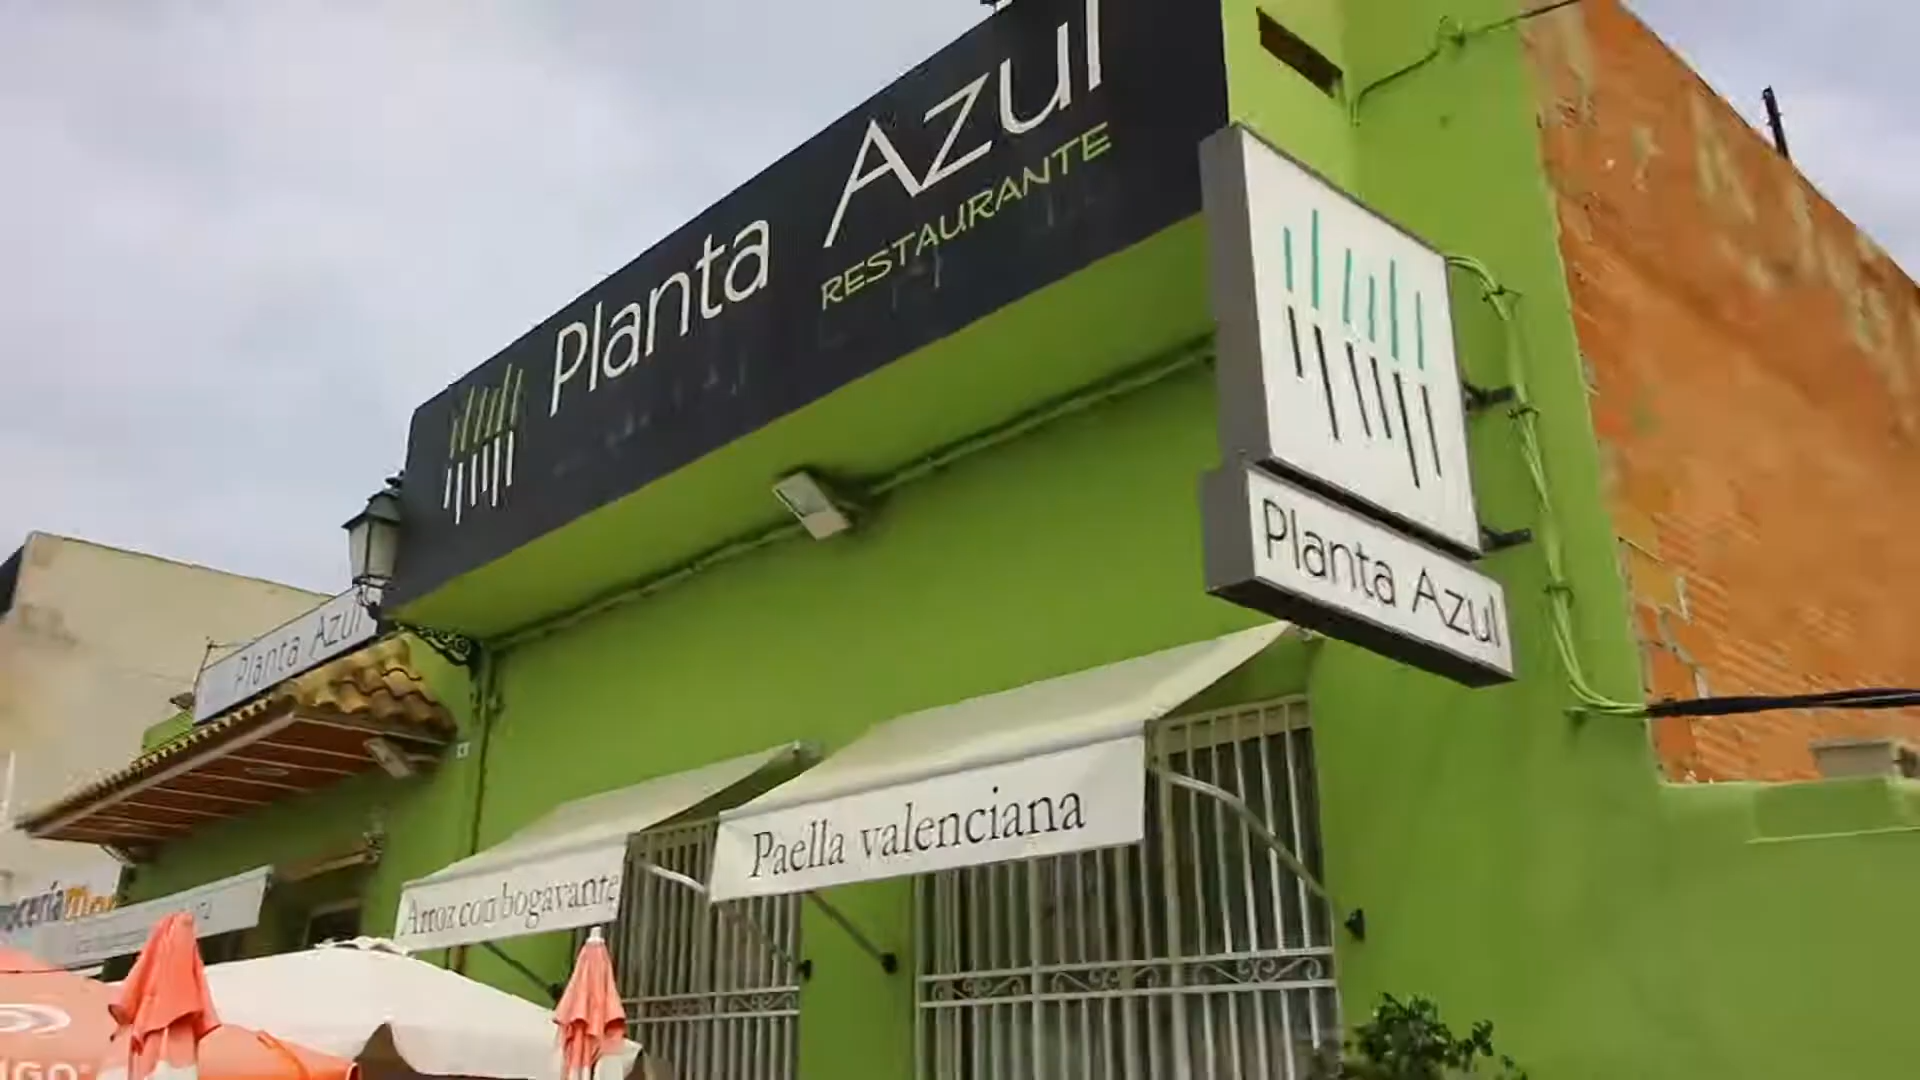 Planta Azul
RESTAURANTE
Planta Azul
Planta Azul
Paella valenciana
Arroz con bogavante